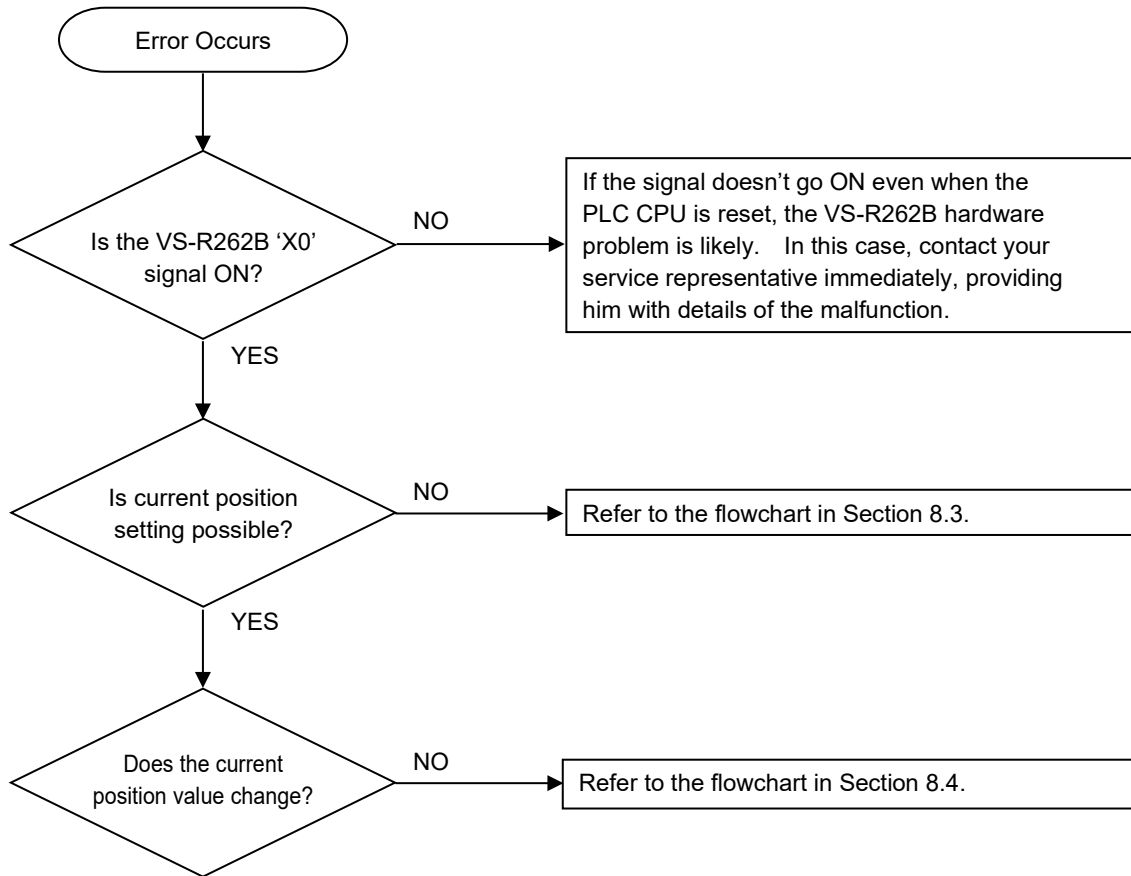 Error Occurs
Is the VS-R262B ‘X0’
signal ON?
NO
If the signal doesn’t go ON even when the
PLC CPU is reset, the VS-R262B hardware
problem is likely. In this case, contact your
service representative immediately, providing
him with details of the malfunction.
YES
Is current position
setting possible?
NO
Refer to the flowchart in Section 8.3.
YES
Does the current
position value change?
NO
Refer to the flowchart in Section 8.4.